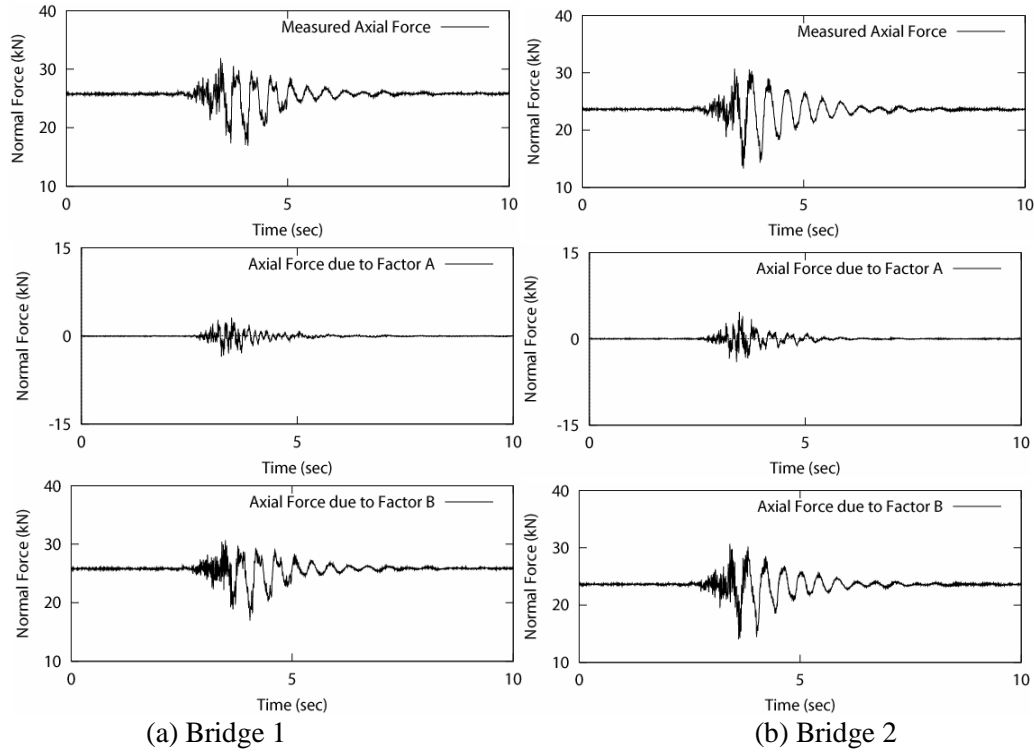 Measured Axial Force
Normal Force (kN)
40
30
20
10
0
5
10
Time (sec)
Axial Force due to Factor A
Normal Force (kN)
15
0
-15
0
5
10
Time (sec)
Axial Force due to Factor B
Normal Force (kN)
40
30
20
10
0
5
10
Time (sec)
(a) Bridge 1
Measured Axial Force
Normal Force (kN)
40
30
20
10
0
5
10
Time (sec)
Axial Force due to Factor A
Normal Force (kN)
15
0
-15
0
5
10
Time (sec)
Axial Force due to Factor B
Normal Force (kN)
40
30
20
10
0
5
10
Time (sec)
(b) Bridge 2